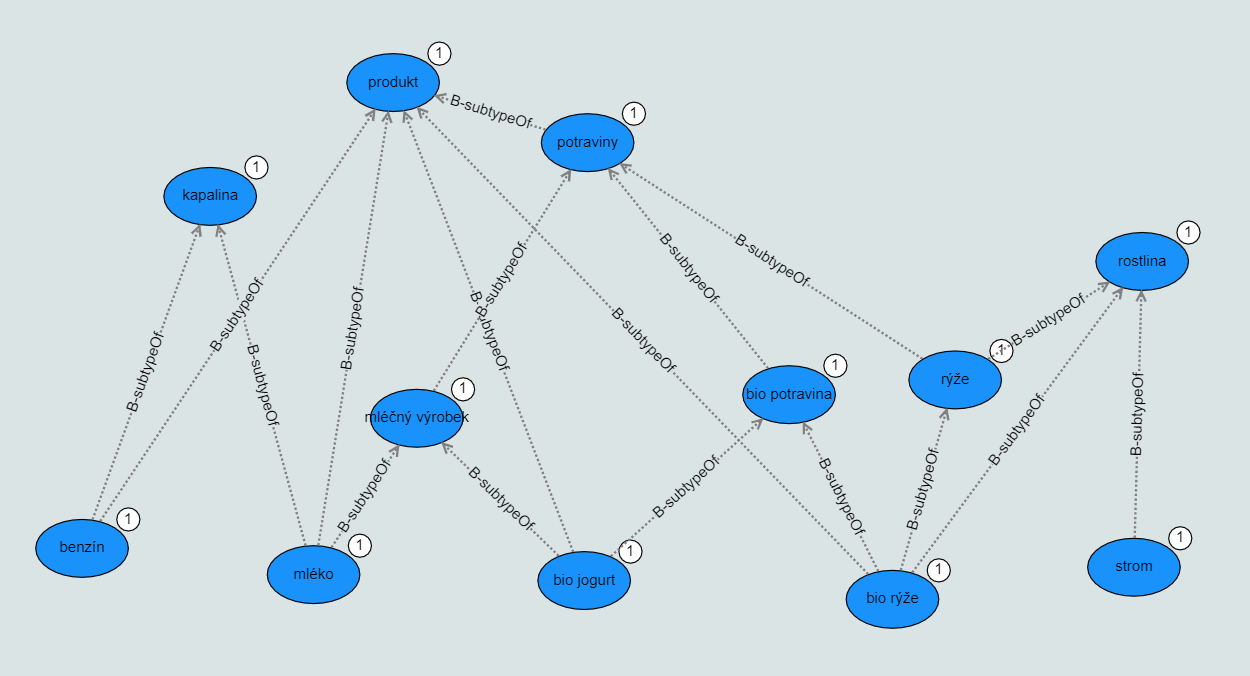 1
produkt
B-subtypeOf
1
potraviny
1
kapalina
1
rostlina
B-subtypeOf
B-subtypeOf
B-subtypeOf
B-subtypeOf
B-subtypeOf
B-subtypeOf
B-subtypeOf
B-subtypeOf
B-subtypeOf
B-subtypeOf
1
rýže
1
bio potravina
1
mléčný výrobek
B-subtypeOf
B-subtypeOf
B-subtypeOf
B-subtypeOf
B-subtypeOf
B-subtypeOf
B-subtypeOf
B-subtypeOf
1
benzín
1
mléko
1
bio jogurt
1
bio rýže
1
strom